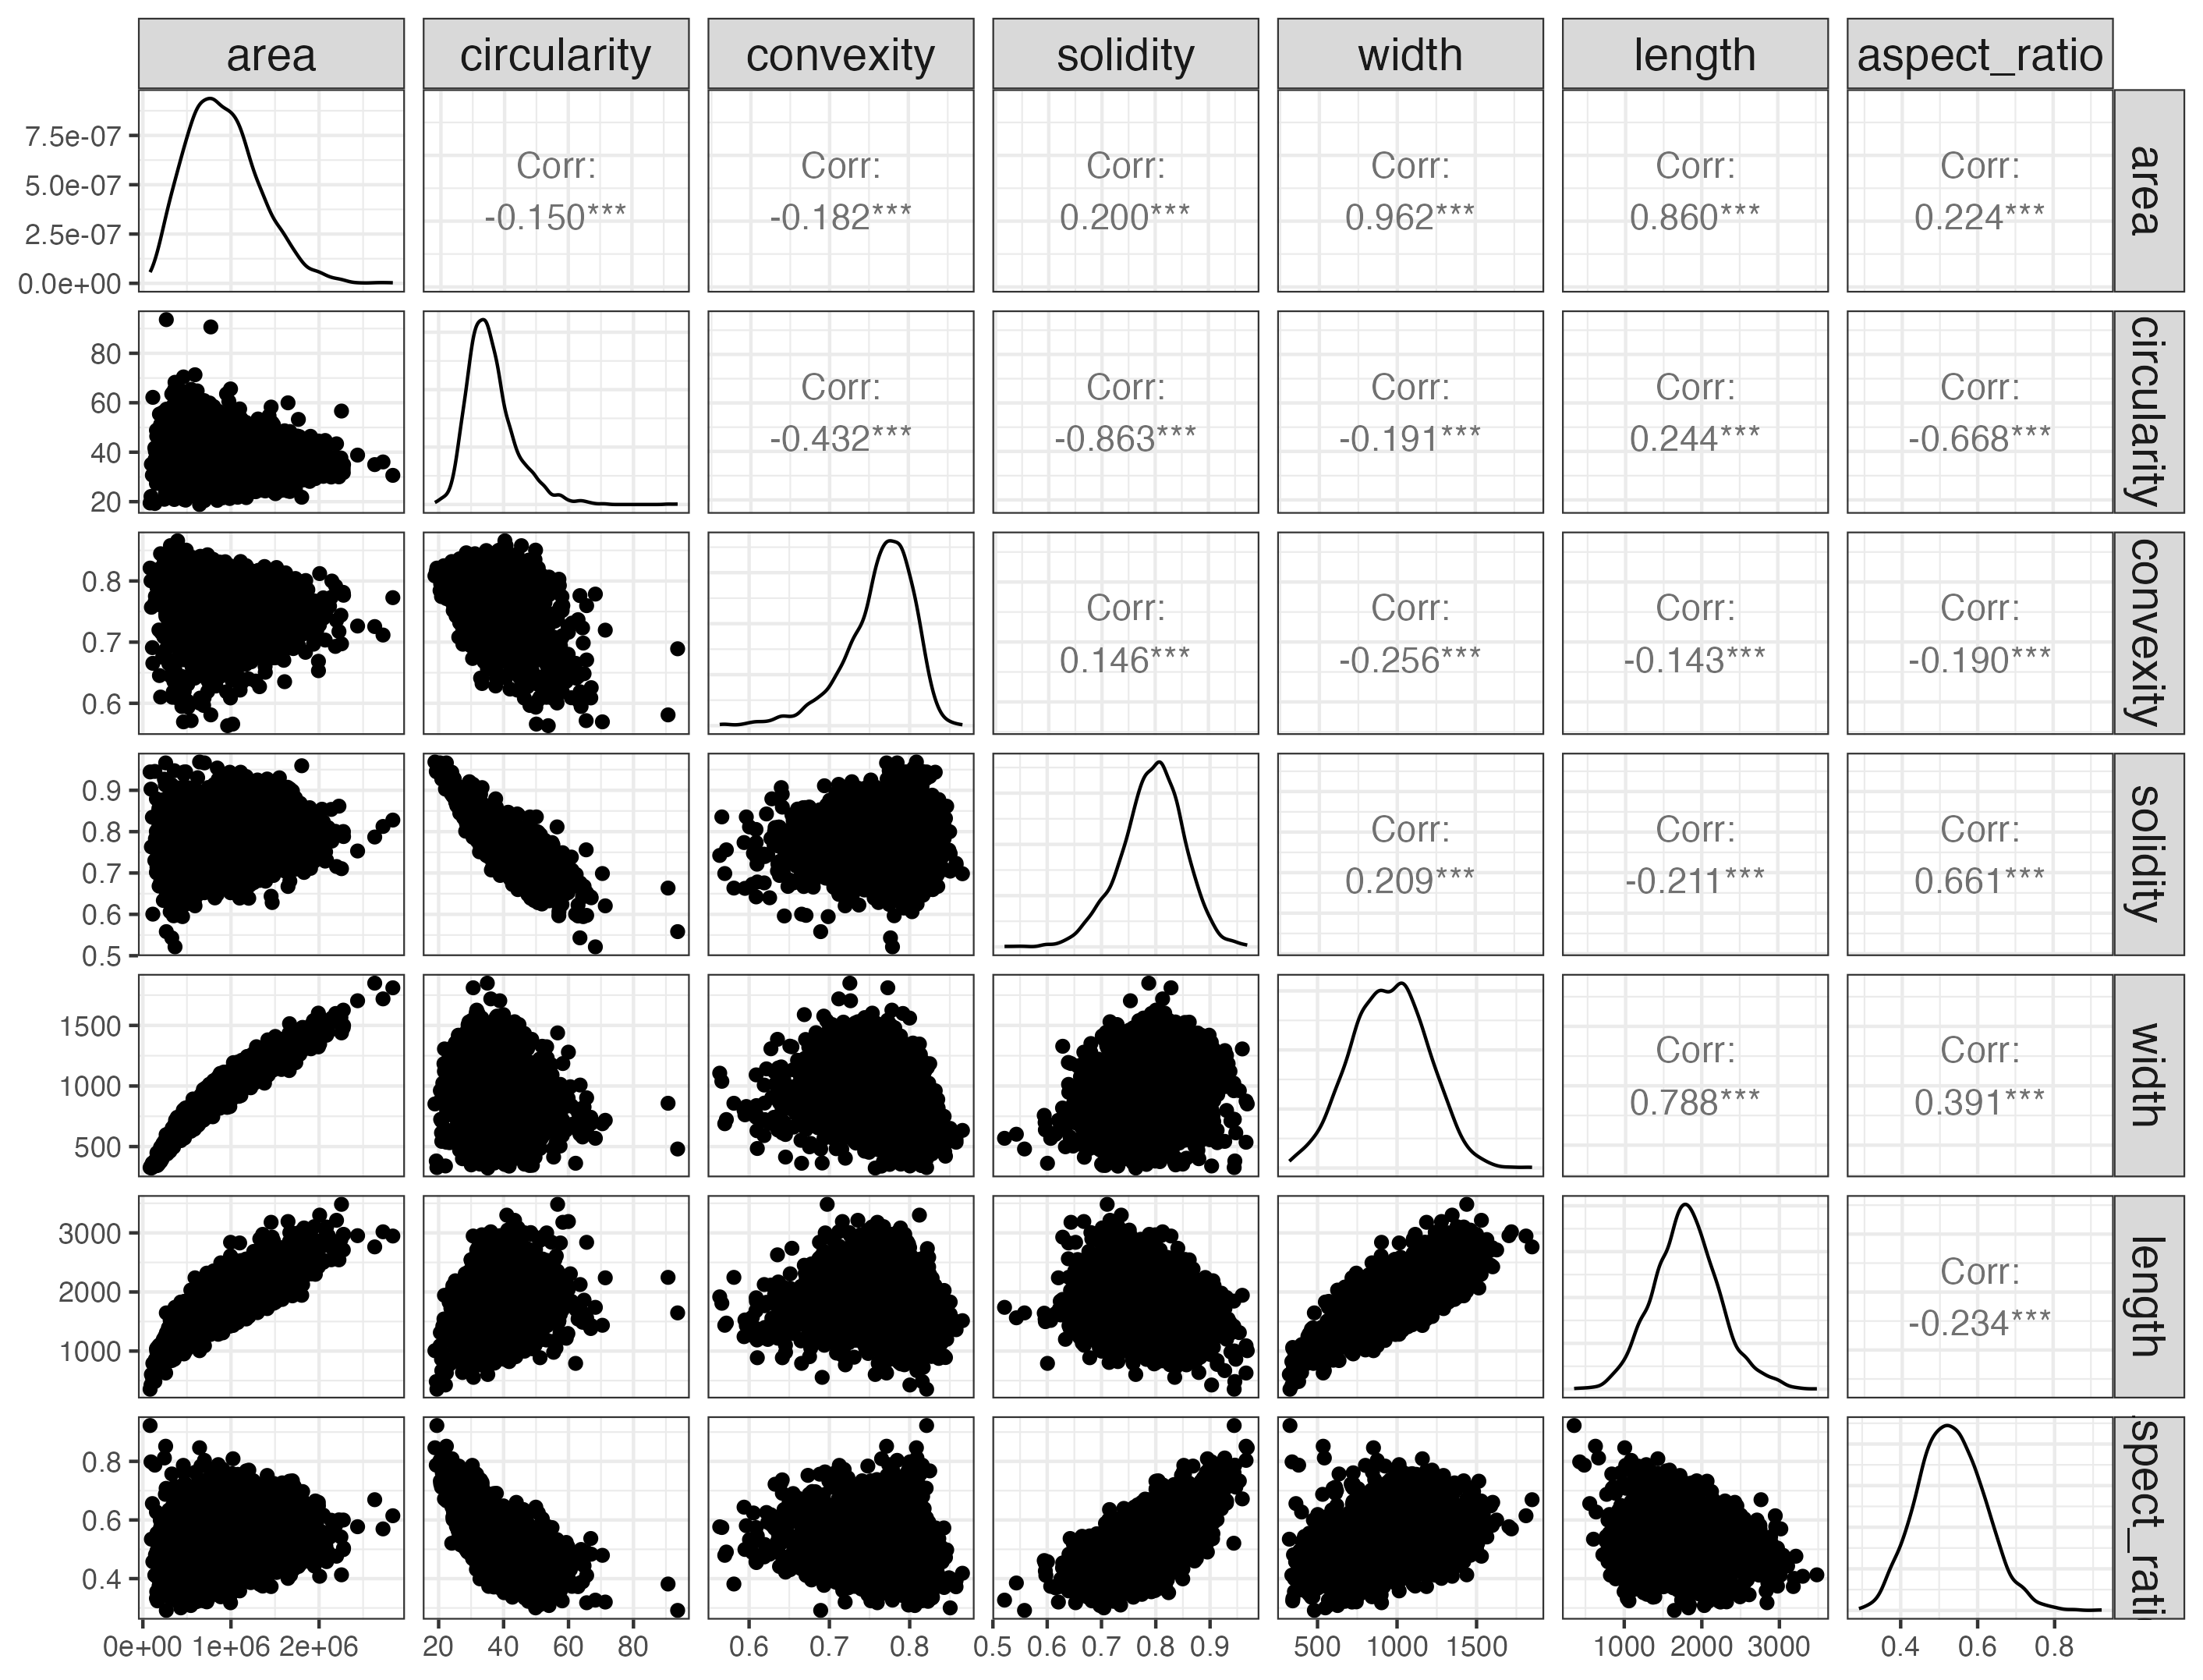 area circularity convexity solidity width length aspect_ratio
7.5e-07
5.0e-07
2.5e-07
0.0e+00
Corr: Corr: Corr: Corr: Corr: Corr:
-0.150*** -0.182*** 0.200*** 0.962*** 0.860*** 0.224***
area
80
60
40
20
Corr: Corr: Corr: Corr: Corr:
-0.432*** -0.863*** -0.191*** 0.244*** -0.668***
circularity
0.8
0.7
0.6
Corr: Corr: Corr: Corr:
0.146*** -0.256*** -0.143*** -0.190***
convexity
0.9
0.8
0.7
0.6
0.5
Corr: Corr: Corr:
0.209*** -0.211*** 0.661***
solidity
1500
1000
500
Corr: Corr:
0.788*** 0.391***
width
3000
2000
1000
Corr:
-0.234***
length
0.8
0.6
0.4
spect_rati
0e+00 1e+06 2e+06 20 40 60 80 0.6 0.7 0.8 0.5 0.6 0.7 0.8 0.9 500 1000 1500 1000 2000 3000 0.4 0.6 0.8